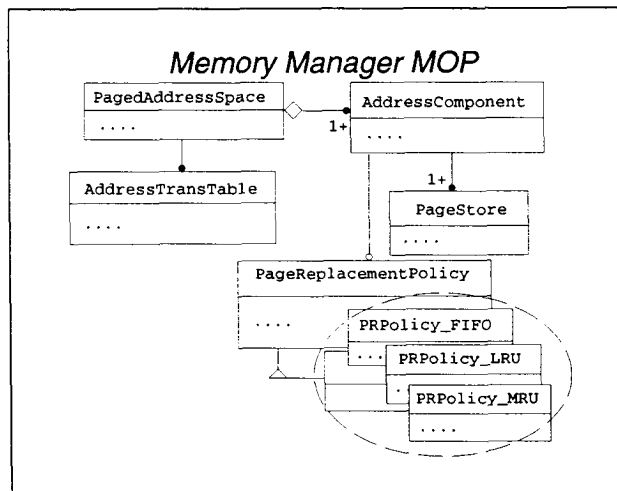 Memory Manager MOP
PagedAddressSpace
....
AddressComponent
1+
....
AddressTransTable
....
1+
PageStore
....
PageReplacementPolicy
....
PRPolicy_FIFO
...
PRPolicy_LRU
..
PRPolicy_MRU
....